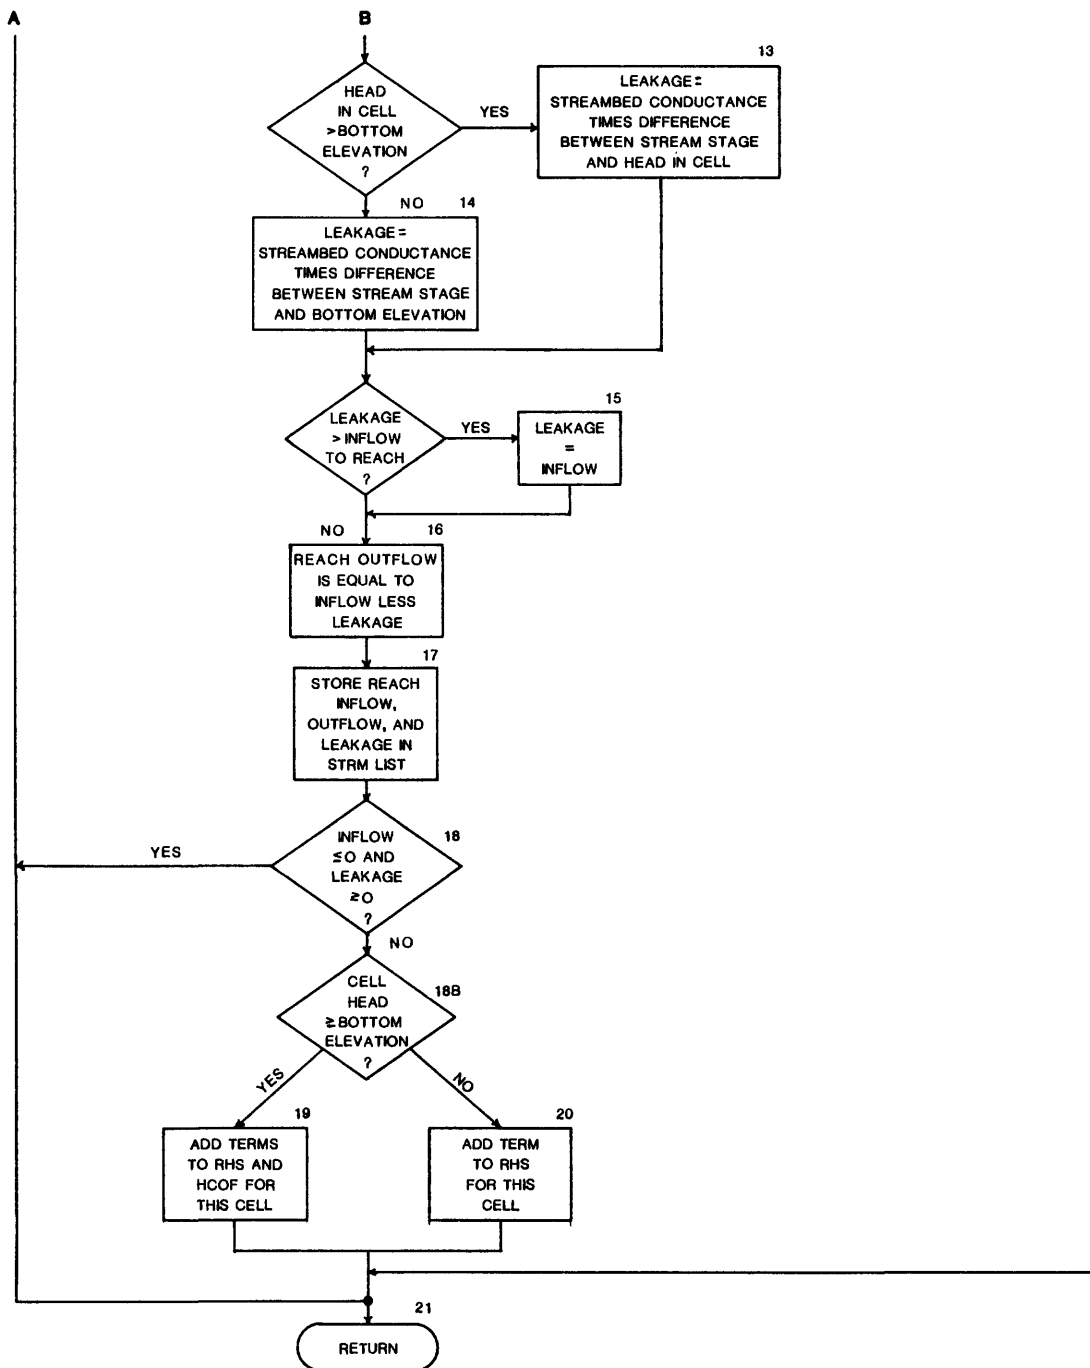 A
B
HEAD
IN CELL
>BOTTOM
ELEVATION
?
YES
13
LEAKAGE=
STREAMBED CONDUCTANCE
TIMES DIFFERENCE
BETWEEN STREAM STAGE
AND HEAD IN CELL
NO
14
LEAKAGE=
STREAMBED CONDUCTANCE
TIMES DIFFERENCE
BETWEEN STREAM STAGE
AND BOTTOM ELEVATION
LEAKAGE
>INFLOW
TO REACH
?
YES
15
LEAKAGE
=
INFLOW
NO
16
REACH OUTFLOW
IS EQUAL TO
INFLOW LESS
LEAKAGE
17
STORE REACH
INFLOW,
OUTFLOW, AND
LEAKAGE IN
STRM LIST
18
INFLOW
≤0 AND
LEAKAGE
≥0
?
YES
NO
18B
CELL
HEAD
≥BOTTOM
ELEVATION
?
YES
NO
19
ADD TERMS
TO RHS AND
HCOF FOR
THIS CELL
20
ADD TERM
TO RHS
FOR THIS
CELL
21
RETURN